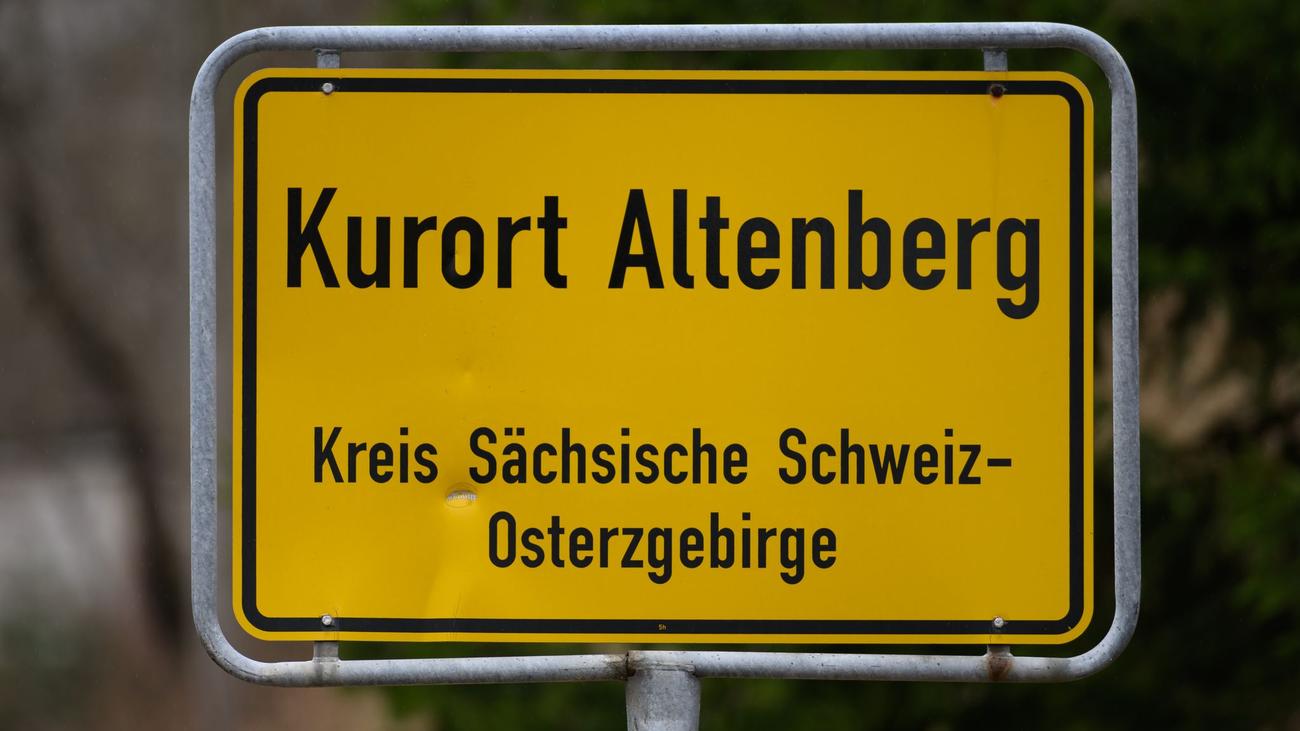 Kurort Altenberg
Kreis Sächsische Schweiz-
Osterzgebirge